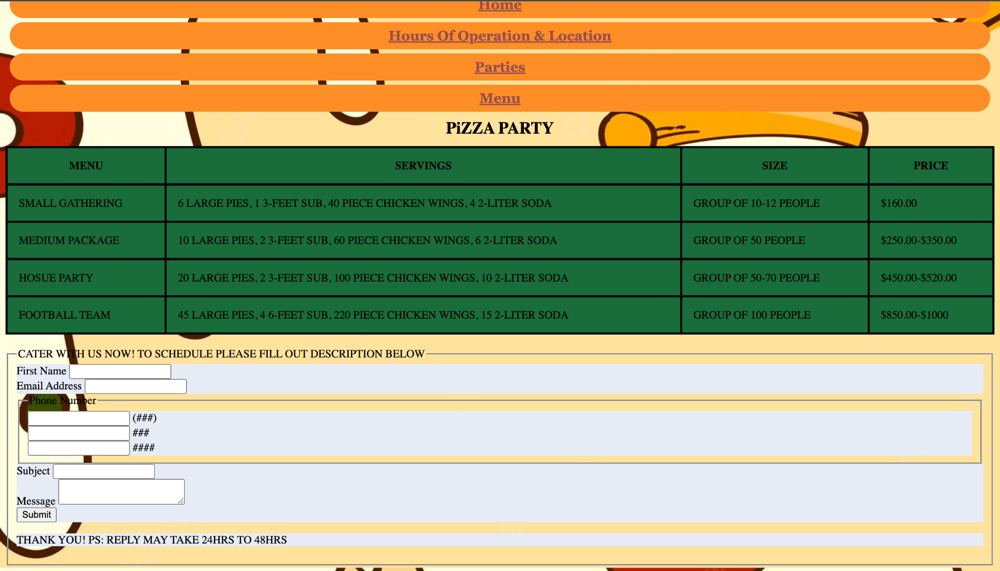 Home
Hours Of Operation & Location
Parties
Menu
PiZZA PARTY
MENU SERVINGS SIZE PRICE
SMALL GATHERING 6 LARGE PIES, 1 3-FEET SUB, 40 PIECE CHICKEN WINGS, 4 2-LITER SODA GROUP OF 10-12 PEOPLE $160.00
MEDIUM PACKAGE 10 LARGE PIES, 2 3-FEET SUB, 60 PIECE CHICKEN WINGS, 6 2-LITER SODA GROUP OF 50 PEOPLE $250.00-$350.00
HOSUE PARTY 20 LARGE PIES, 2 3-FEET SUB, 100 PIECE CHICKEN WINGS, 10 2-LITER SODA GROUP OF 50-70 PEOPLE $450.00-$520.00
FOOTBALL TEAM 45 LARGE PIES, 4 6-FEET SUB, 220 PIECE CHICKEN WINGS, 15 2-LITER SODA GROUP OF 100 PEOPLE $850.00-$1000
CATER WITH US NOW! TO SCHEDULE PLEASE FILL OUT DESCRIPTION BELOW
First Name
Email Address
Phone Number
(###)
###
####
Subject
Message
Submit
THANK YOU! PS: REPLY MAY TAKE 24HRS TO 48HRS